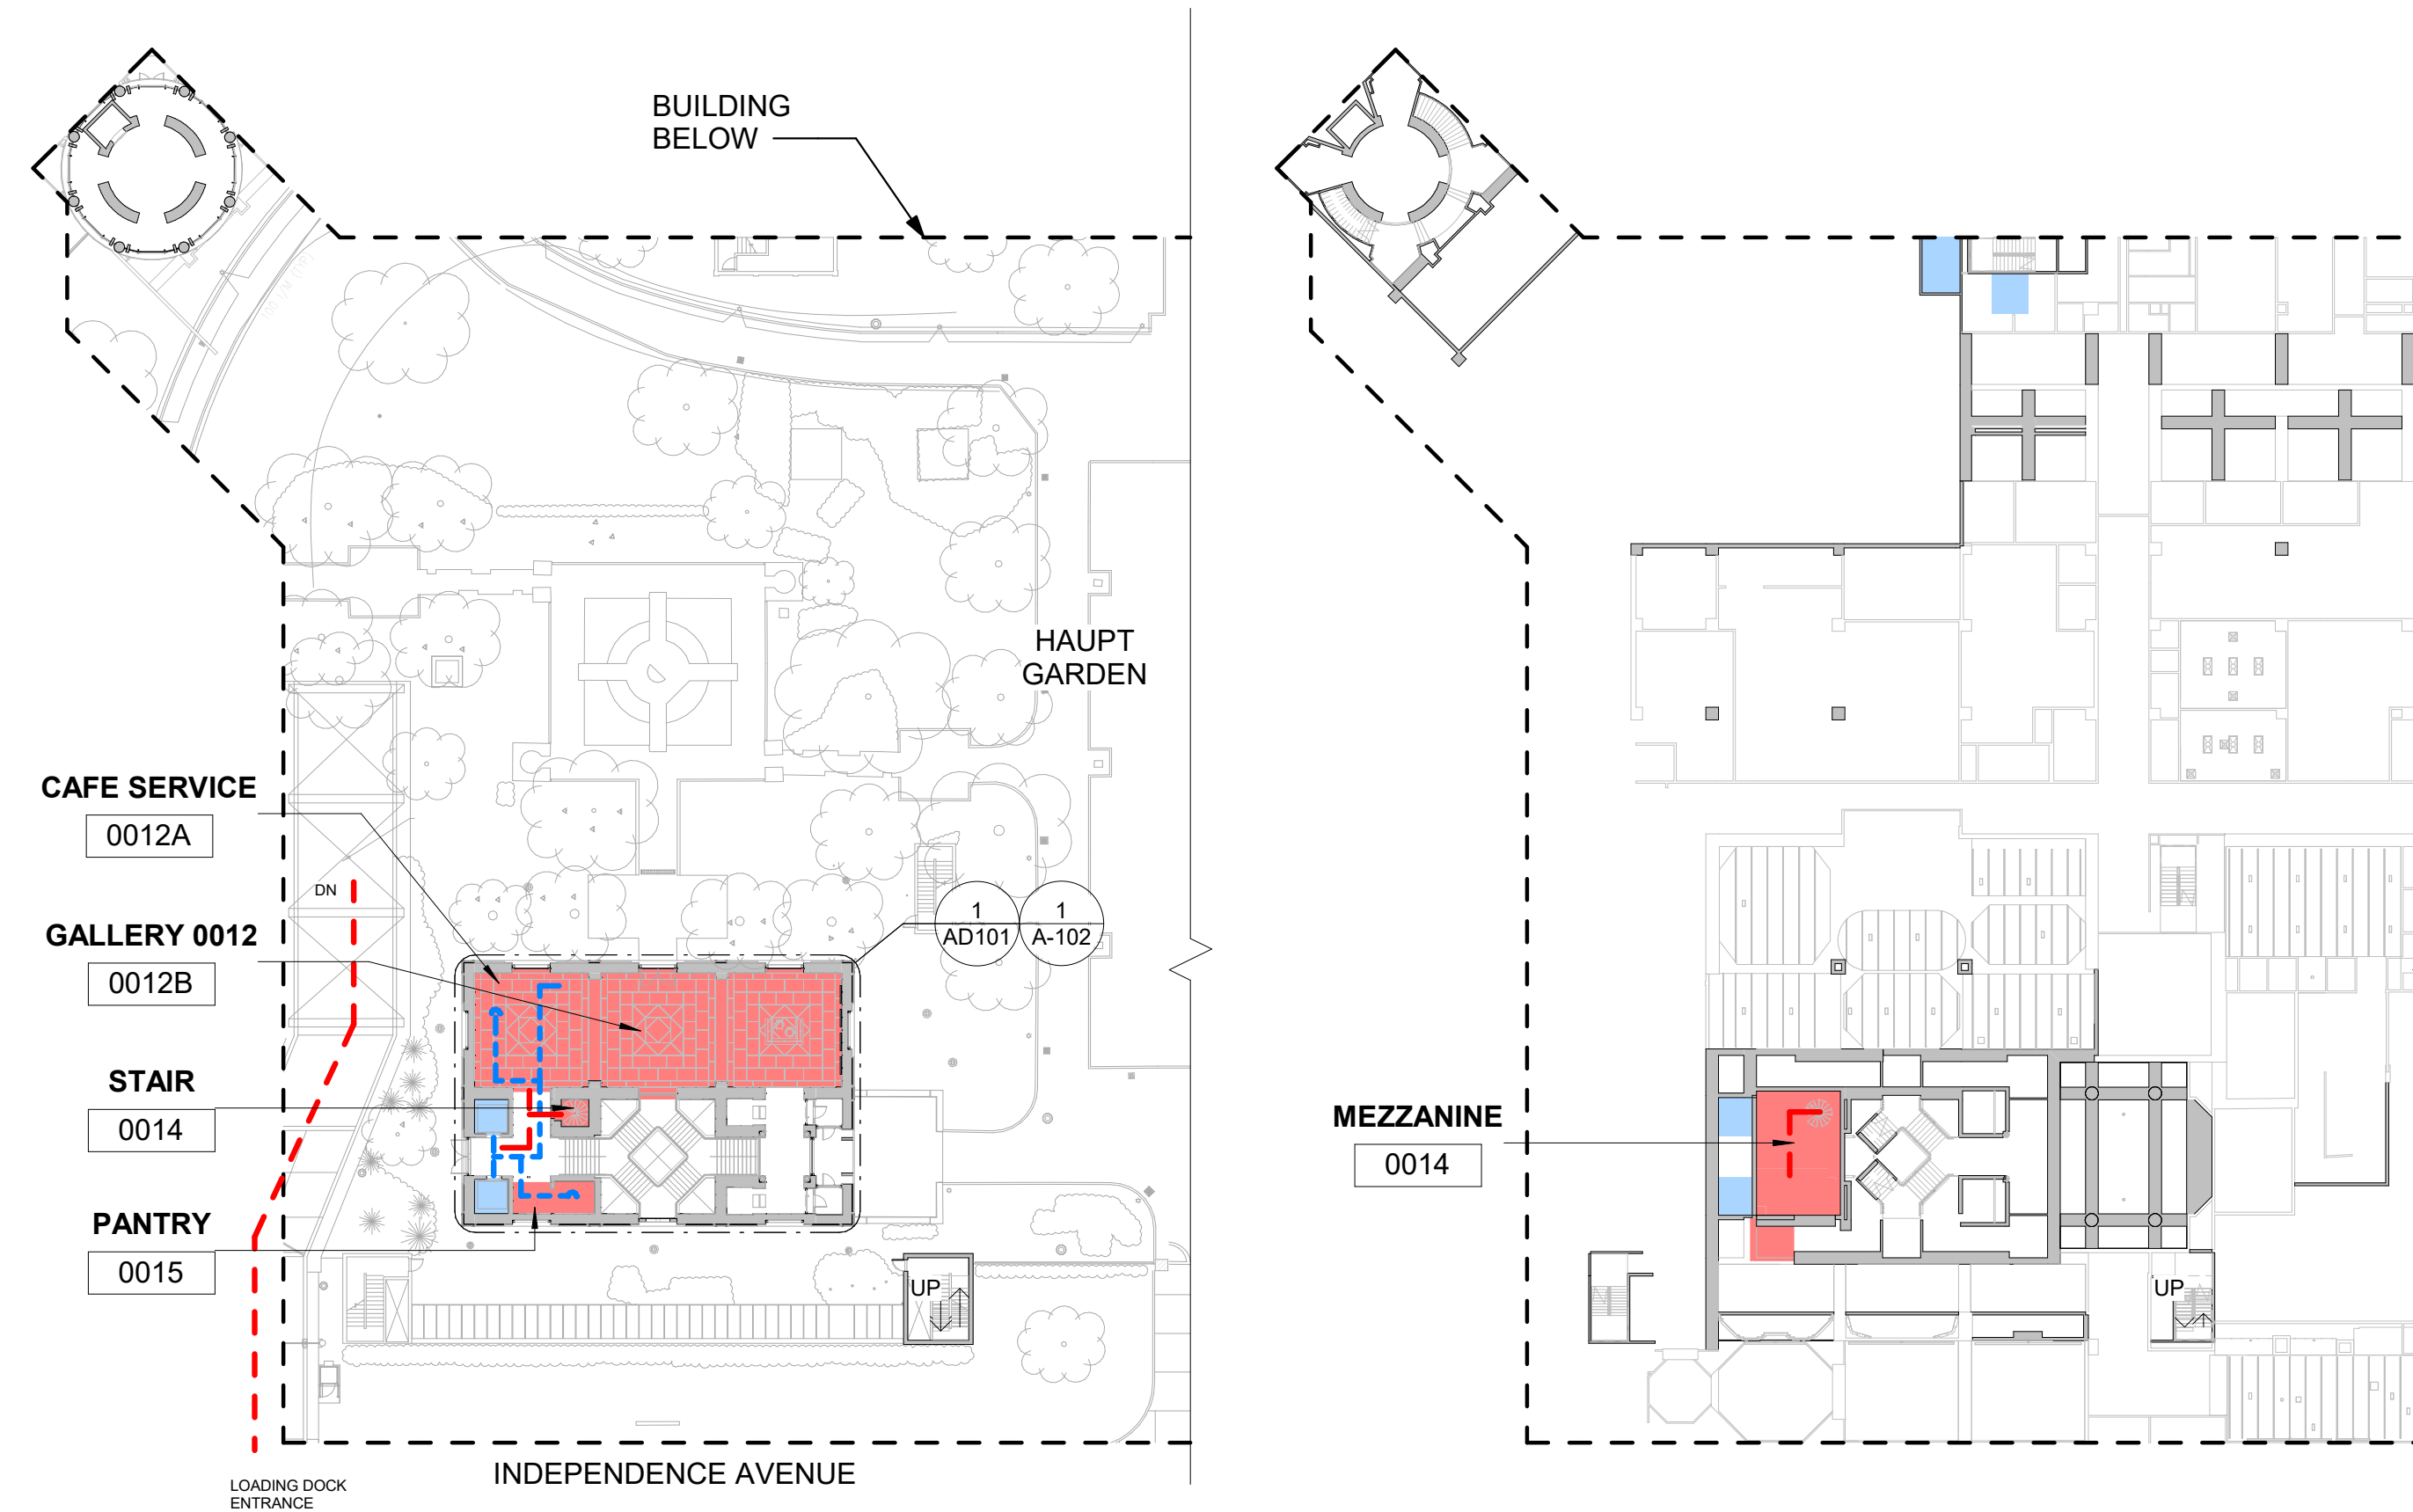 BUILDING
BELOW
HAUPT
GARDEN
CAFE SERVICE
0012A
DN
GALLERY 0012
0012B
1
AD101
1
A-102
STAIR
0014
PANTRY
0015
UP
INDEPENDENCE AVENUE
LOADING DOCK
ENTRANCE
MEZZANINE
0014
UP